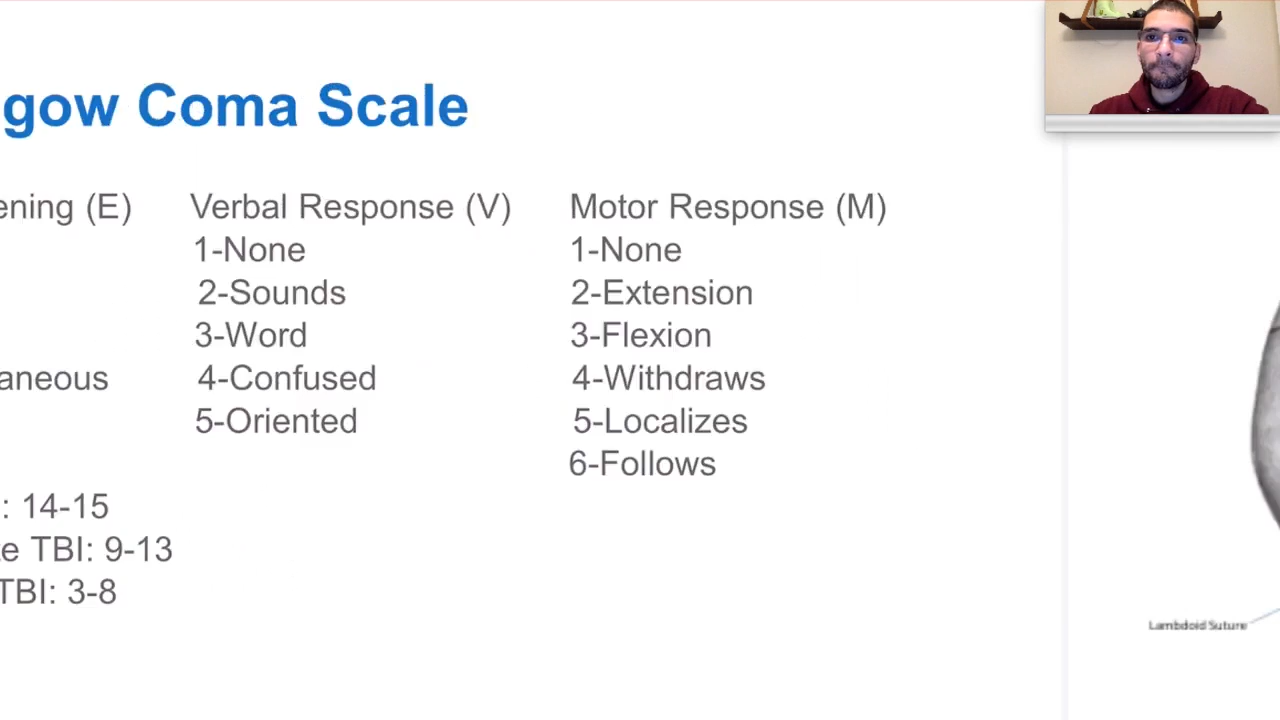 gow Coma Scale
ening (E) Verbal Response (V) Motor Response (M)
1-None 1-None
2-Sounds 2-Extension
3-Word 3-Flexion
aneous 4-Confused 4-Withdraws
5-Oriented 5-Localizes
6-Follows
: 14-15
te TBI: 9-13
TBI: 3-8
Lambdoid Suture